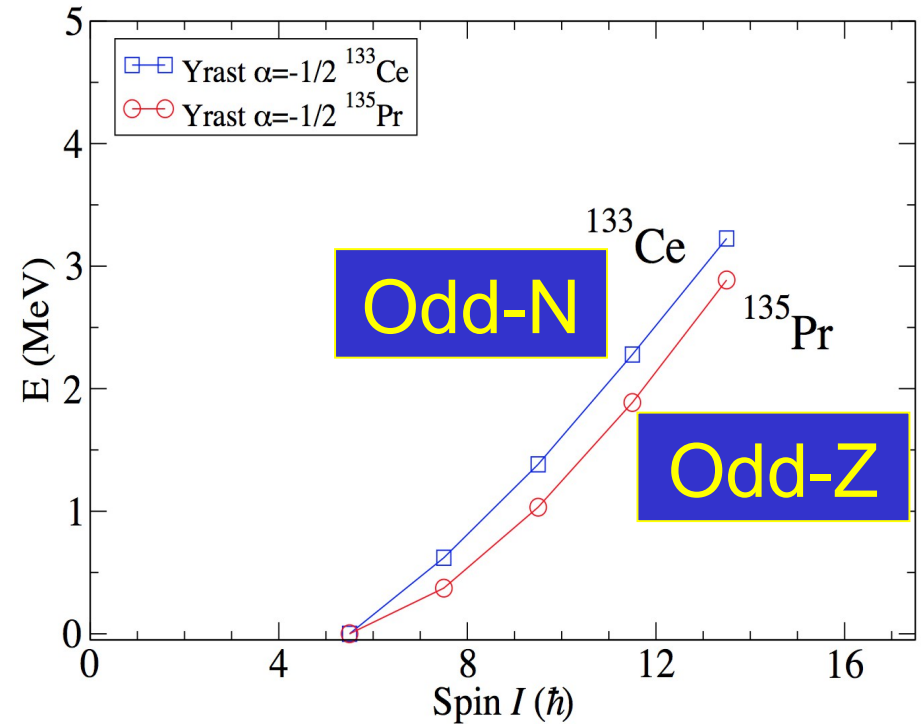 5
4
3
2
1
0
E (MeV)
Yrast α=-1/2 ¹³³Ce
Yrast α=-1/2 ¹³⁵Pr
¹³³Ce
Odd-N
¹³⁵Pr
Odd-Z
0 4 8 12 16
Spin I (ℏ)